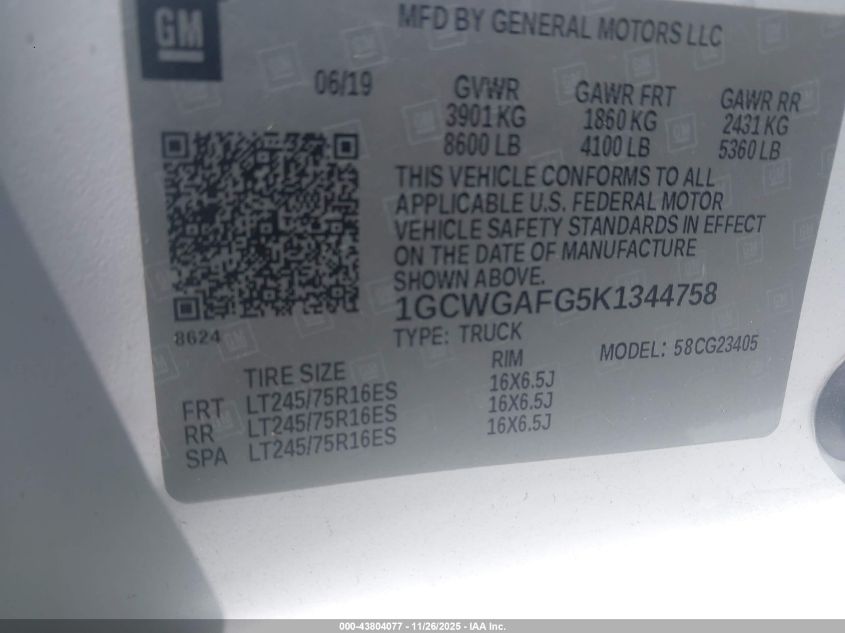 GM
MFD BY GENERAL MOTORS LLC
06/19
GVWR GAWR FRT GAWR RR
3901 KG 1860 KG 2431 KG
8600 LB 4100 LB 5360 LB
THIS VEHICLE CONFORMS TO ALL
APPLICABLE U.S. FEDERAL MOTOR
VEHICLE SAFETY STANDARDS IN EFFECT
ON THE DATE OF MANUFACTURE
SHOWN ABOVE.
1GCWGAFG5K1344758
8624
TYPE: TRUCK
MODEL: 58CG23405
TIRE SIZE RIM
FRT LT245/75R16ES 16X6.5J
RR LT245/75R16ES 16X6.5J
SPA LT245/75R16ES 16X6.5J
000-43804077 - 11/26/2025 - IAA Inc.